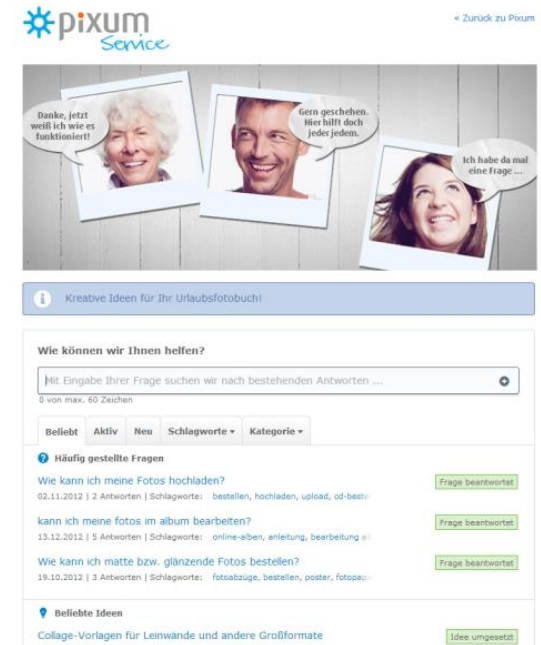 pixum
Service
« Zurück zu Pixum
Danke, jetzt
weiß ich wie es
funktioniert!
Gern geschehen.
Hier hilft doch
jeder jedem.
Ich habe da mal
eine Frage ...
Kreative Ideen für Ihr Urlaubsfotobuch!
Wie können wir Ihnen helfen?
Mit Eingabe Ihrer Frage suchen wir nach bestehenden Antworten ...
0 von max. 60 Zeichen
Beliebt Aktiv Neu Schlagworte Kategorie
Häufig gestellte Fragen
Wie kann ich meine Fotos hochladen? Frage beantwortet
02.11.2012 | 2 Antworten | Schlagworte: bestellen, hochladen, upload, cd-beste
kann ich meine fotos im album bearbeiten? Frage beantwortet
13.12.2012 | 5 Antworten | Schlagworte: online-alben, anleitung, bearbeitung
Wie kann ich matte bzw. glänzende Fotos bestellen? Frage beantwortet
19.10.2012 | 3 Antworten | Schlagworte: fotoabzüge, bestellen, poster, fotopap
Beliebte Ideen
Collage-Vorlagen für Leinwände und andere Großformate Idee umgesetzt